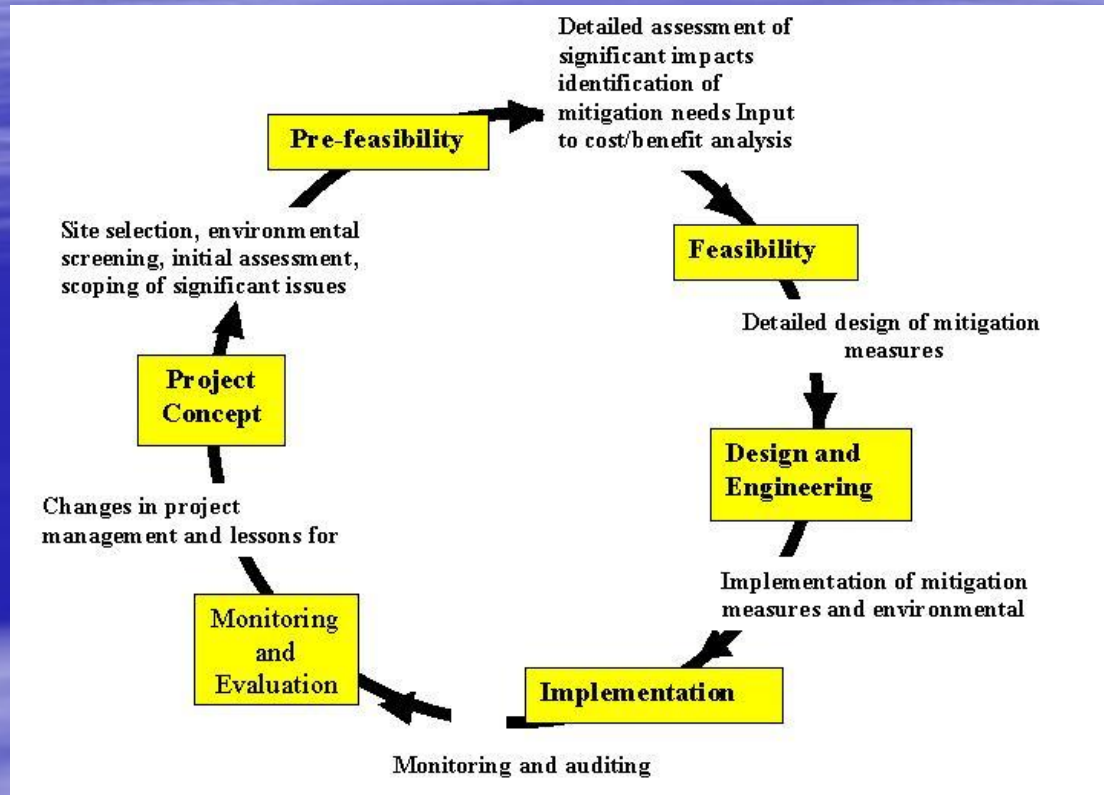 Detailed assessment of
significant impacts
identification of
mitigation needs Input
to cost/benefit analysis
Pre-feasibility
Site selection, environmental
screening, initial assessment,
scoping of significant issues
Feasibility
Detailed design of mitigation
measures
Project
Concept
Design and
Engineering
Changes in project
management and lessons for
Implementation of mitigation
measures and environmental
Monitoring
and
Evaluation
Implementation
Monitoring and auditing